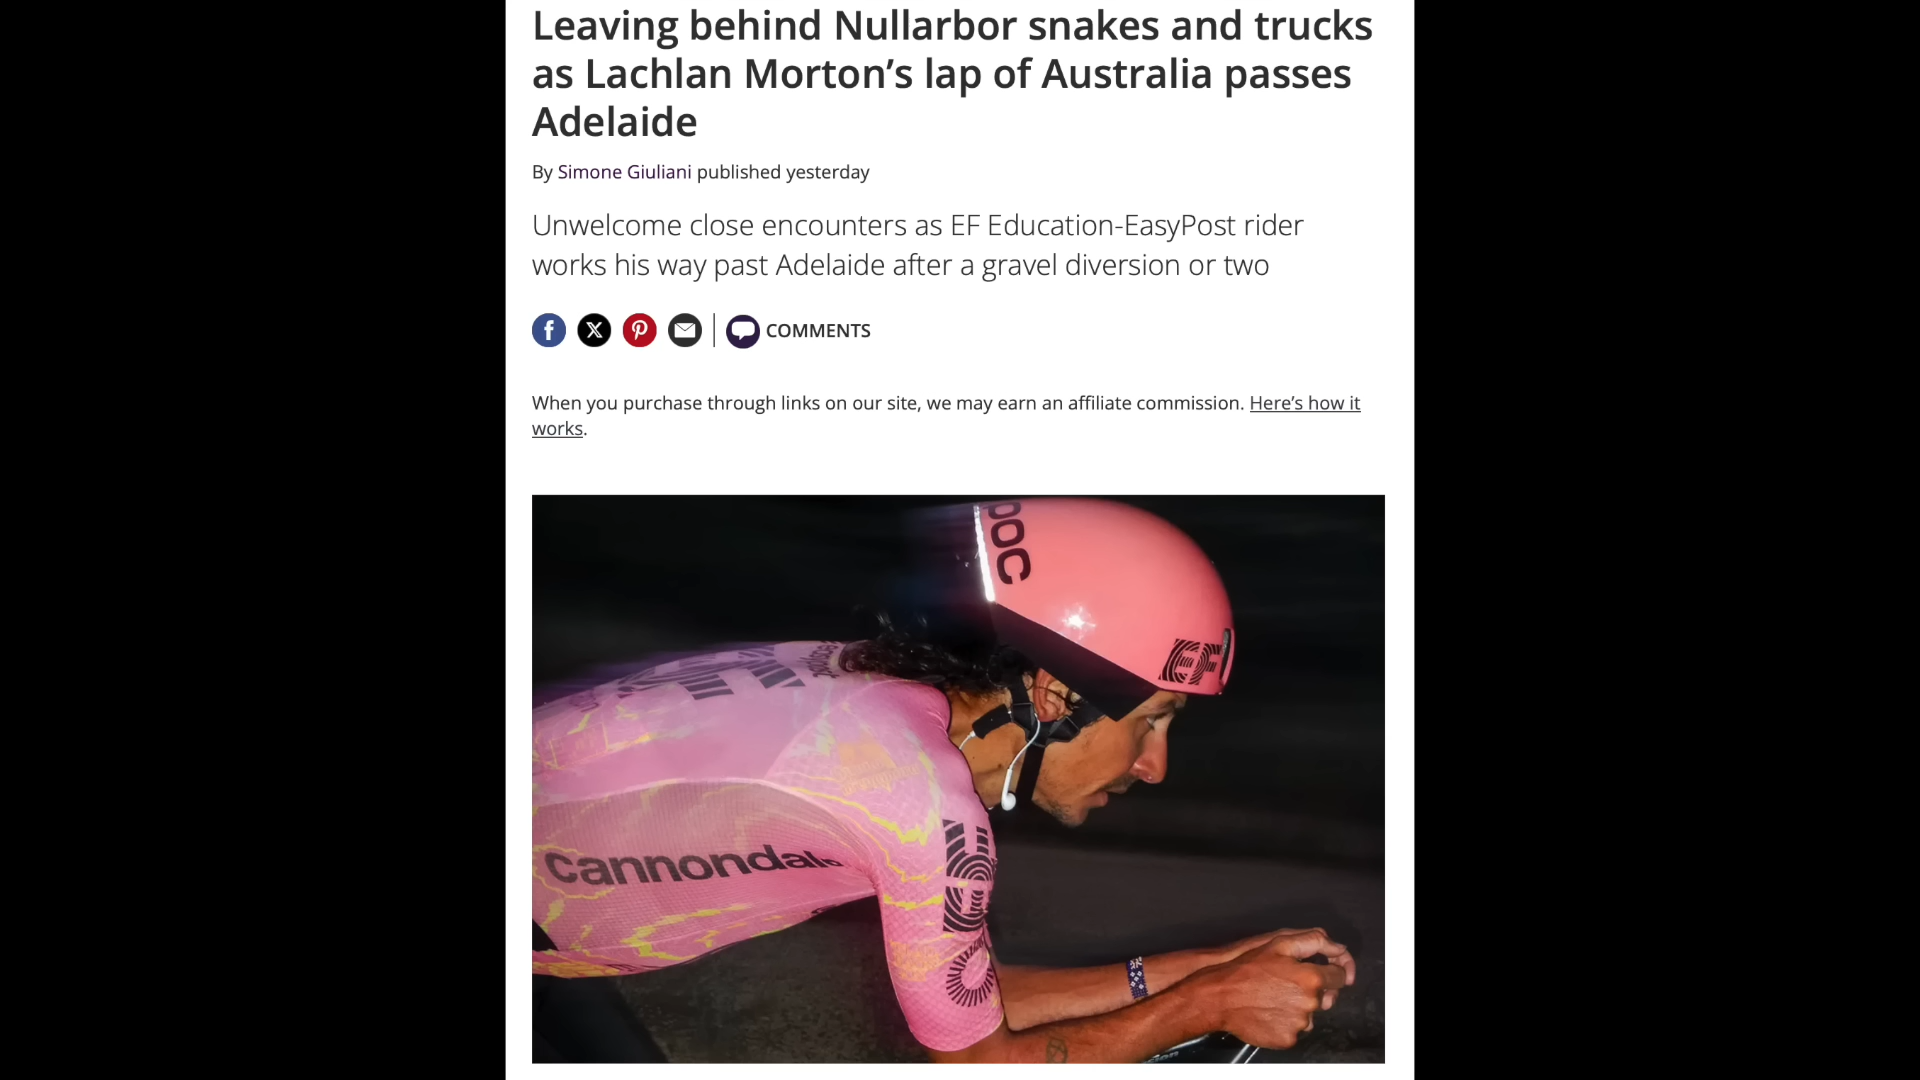 Leaving behind Nullarbor snakes and trucks
as Lachlan Morton’s lap of Australia passes
Adelaide
By Simone Giuliani published yesterday
Unwelcome close encounters as EF Education-EasyPost rider
works his way past Adelaide after a gravel diversion or two
COMMENTS
When you purchase through links on our site, we may earn an affiliate commission. Here’s how it
works.
POC
EF
cannondale
EF